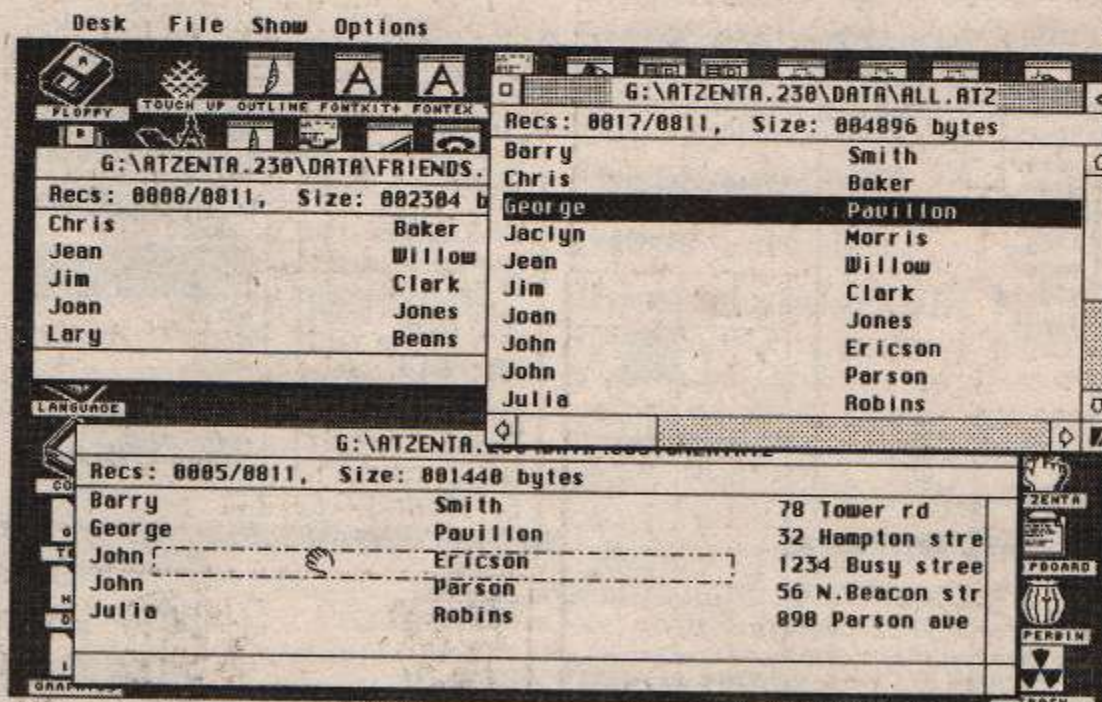 Desk File Show Options
FLOPPY
TOUCH UP OUTLINE FONTKIT+ FONTEX
G:\ATZENTA.230\DATA\ALL.ATZ
Recs: 0017/0811, Size: 004896 bytes
Barry Smith
Chris Baker
George Pavillon
Jaclyn Morris
Jean Willow
Jim Clark
Joan Jones
John Ericson
John Parson
Julia Robins
G:\ATZENTA.230\DATA\FRIENDS.
Recs: 0008/0811, Size: 002304 b
Chris Baker
Jean Willow
Jim Clark
Joan Jones
Lary Beans
LANGUAGE
G:\ATZENTA.
Recs: 0005/0811, Size: 001440 bytes
Barry Smith 78 Tower rd
George Pavillon 32 Hampton stre
John Ericson 1234 Busy stree
John Parson 56 N.Beacon str
Julia Robins 890 Parson ave
TZENTA
PBOARD
PERBIN